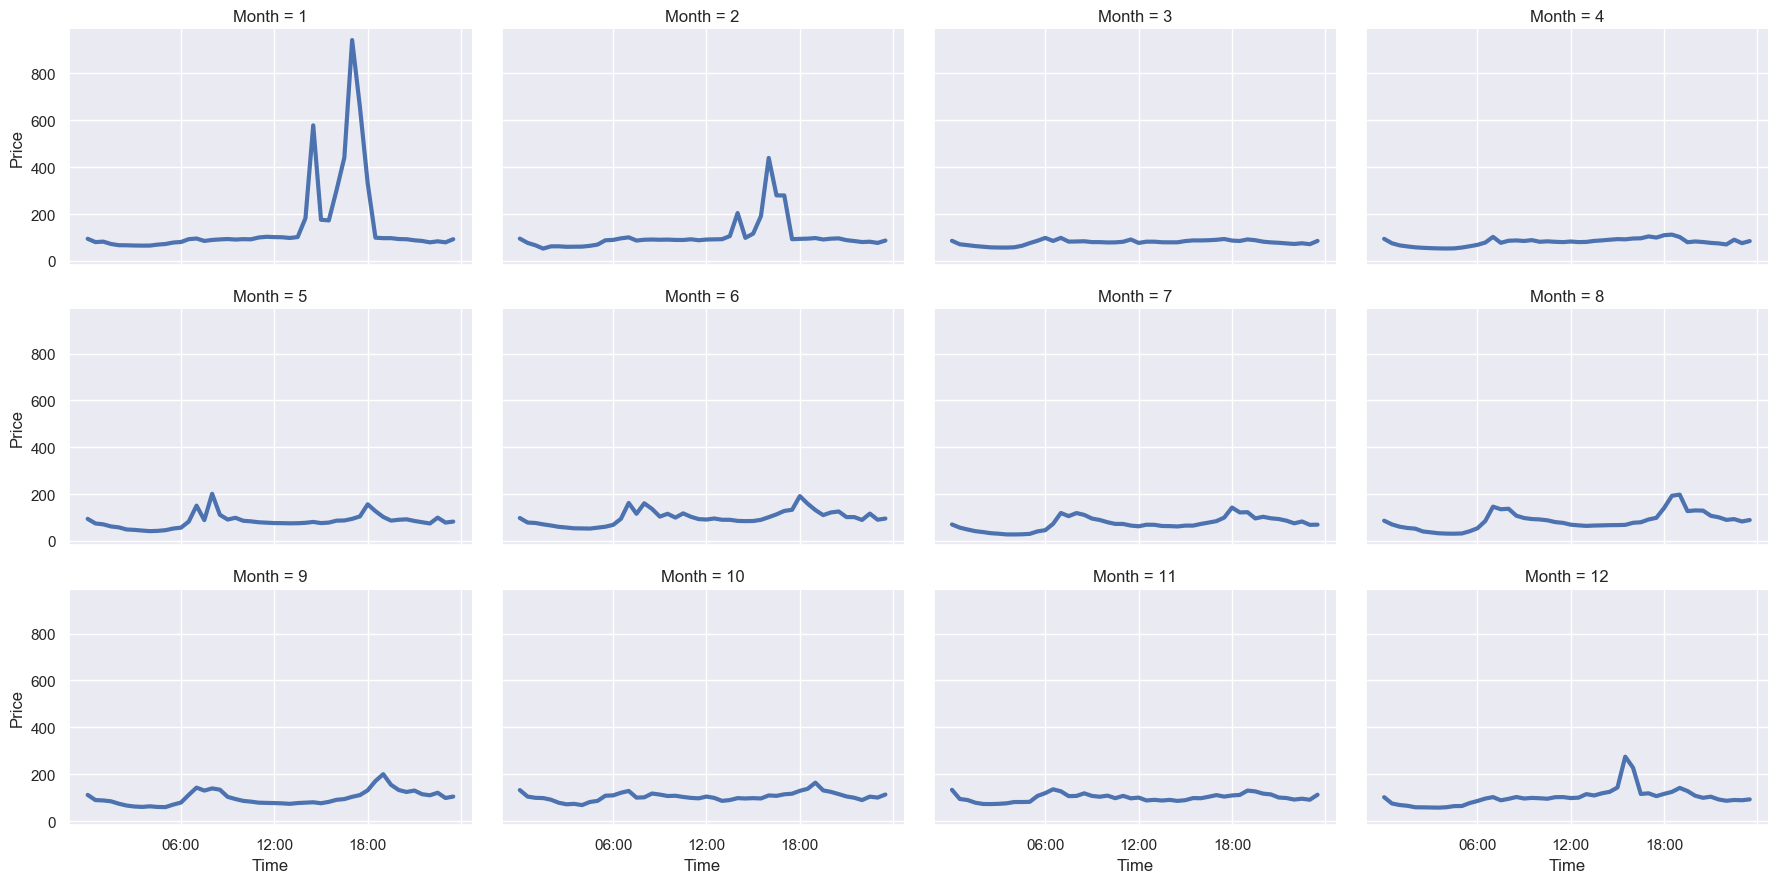 Month = 1
Month = 2
Month = 3
Month = 4
800
600
400
200
0
Price
Month = 5
Month = 6
Month = 7
Month = 8
800
600
400
200
0
Price
Month = 9
Month = 10
Month = 11
Month = 12
800
600
400
200
0
Price
06:00 12:00 18:00
06:00 12:00 18:00
06:00 12:00 18:00
06:00 12:00 18:00
Time
Time
Time
Time